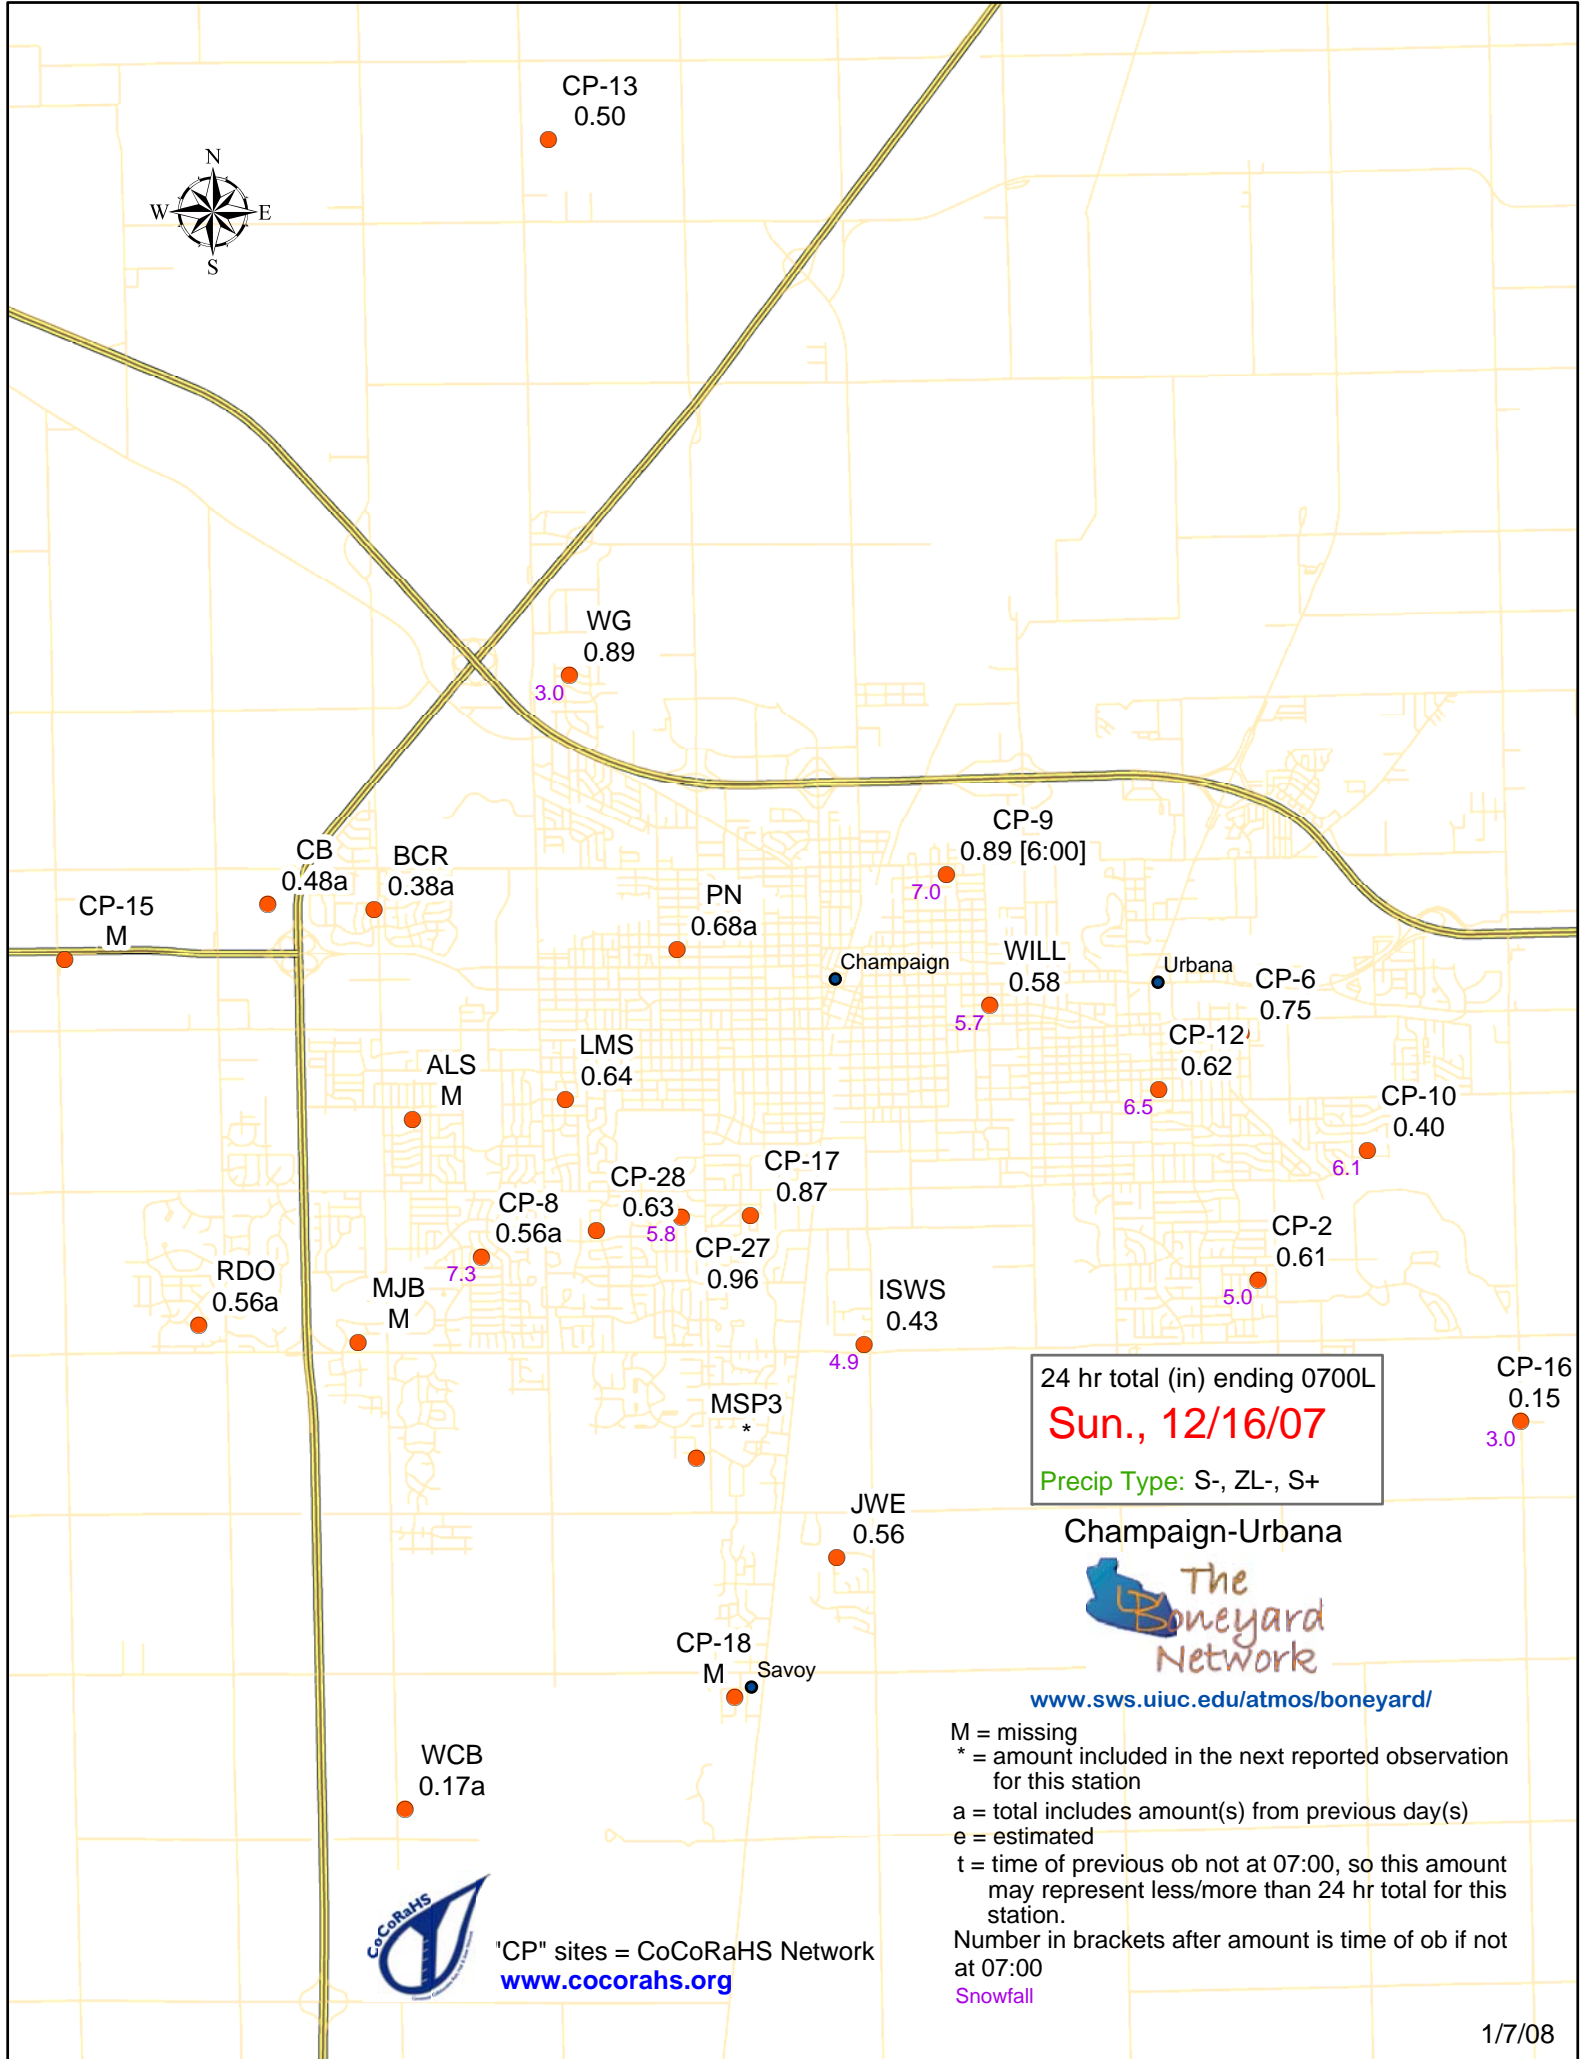 CP-13
0.50
N
W
E
S
WG
0.89
3.0
CP-9
0.89 [6:00]
7.0
CB
0.48a
BCR
0.38a
CP-15
M
PN
0.68a
Champaign
WILL
0.58
5.7
Urbana
CP-6
0.75
CP-12
0.62
6.5
LMS
0.64
ALS
M
CP-10
0.40
6.1
CP-17
0.87
CP-28
0.63
5.8
CP-27
0.96
CP-8
0.56a
7.3
CP-2
0.61
5.0
RDO
0.56a
MJB
M
ISWS
0.43
4.9
CP-16
0.15
3.0
MSP3
*
24 hr total (in) ending 0700L
Sun., 12/16/07
Precip Type: S-, ZL-, S+
JWE
0.56
Champaign-Urbana
The
Boneyard
Network
www.sws.uiuc.edu/atmos/boneyard/
CP-18
M
Savoy
WCB
0.17a
M = missing
* = amount included in the next reported observation
for this station
a = total includes amount(s) from previous day(s)
e = estimated
t = time of previous ob not at 07:00, so this amount
may represent less/more than 24 hr total for this
station.
Number in brackets after amount is time of ob if not
at 07:00
Snowfall
CoCoRaHS
"CP" sites = CoCoRaHS Network
www.cocorahs.org
1/7/08